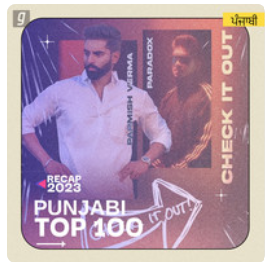 g
ਪੰਜਾਬੀ
PARMISH VERMA
PARADOX
CHECK IT OUT
RECAP
2023
PUNJABI
TOP 100
IT OUT!